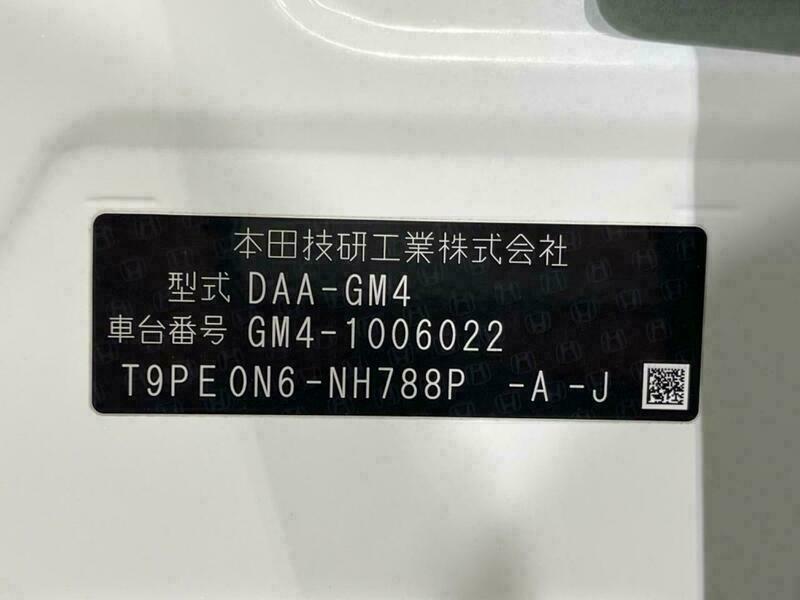 本田技研工業株式会社
型式 DAA-GM4
車台番号 GM4-1006022
T9PE0N6-NH788P -A-J